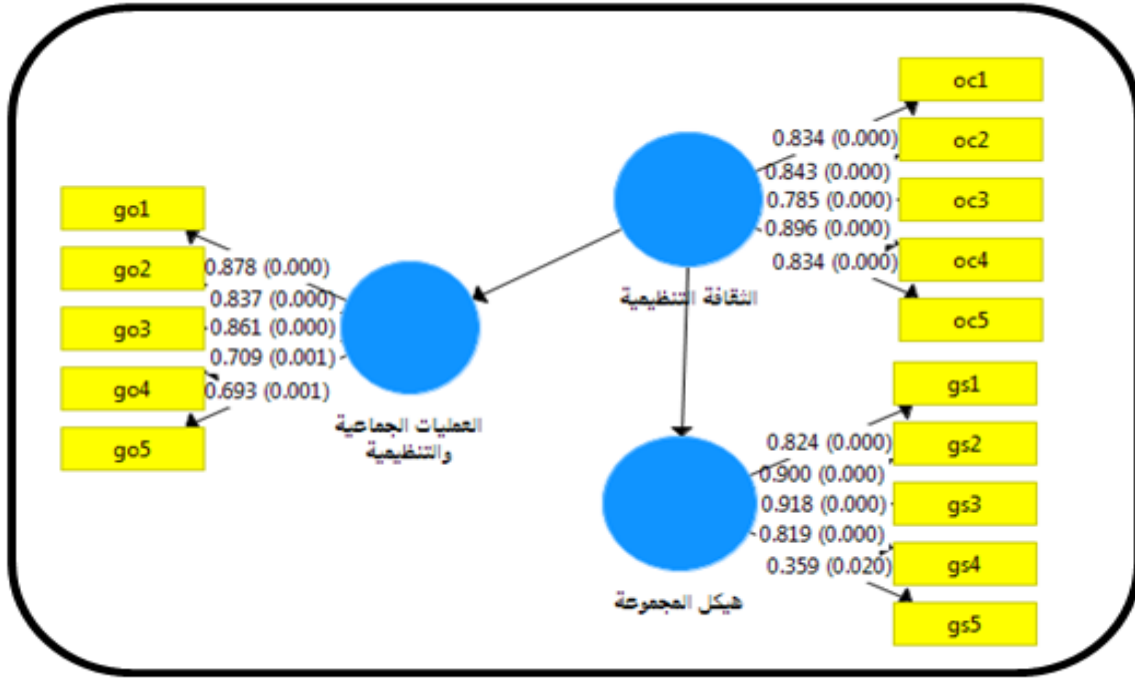 oc1
0.834 (0.000)
oc2
0.843 (0.000)
oc3
0.785 (0.000)
0.896 (0.000)
oc4
0.834 (0.000)
oc5
الثقافة التنظيمية
go1
0.878 (0.000)
go2
0.837 (0.000)
go3
0.861 (0.000)
0.709 (0.001)
go4
0.693 (0.001)
go5
العمليات الجماعية
والتنظيمية
gs1
0.824 (0.000)
gs2
0.900 (0.000)
gs3
0.918 (0.000)
0.819 (0.000)
gs4
0.359 (0.020)
gs5
هيكل المجموعة